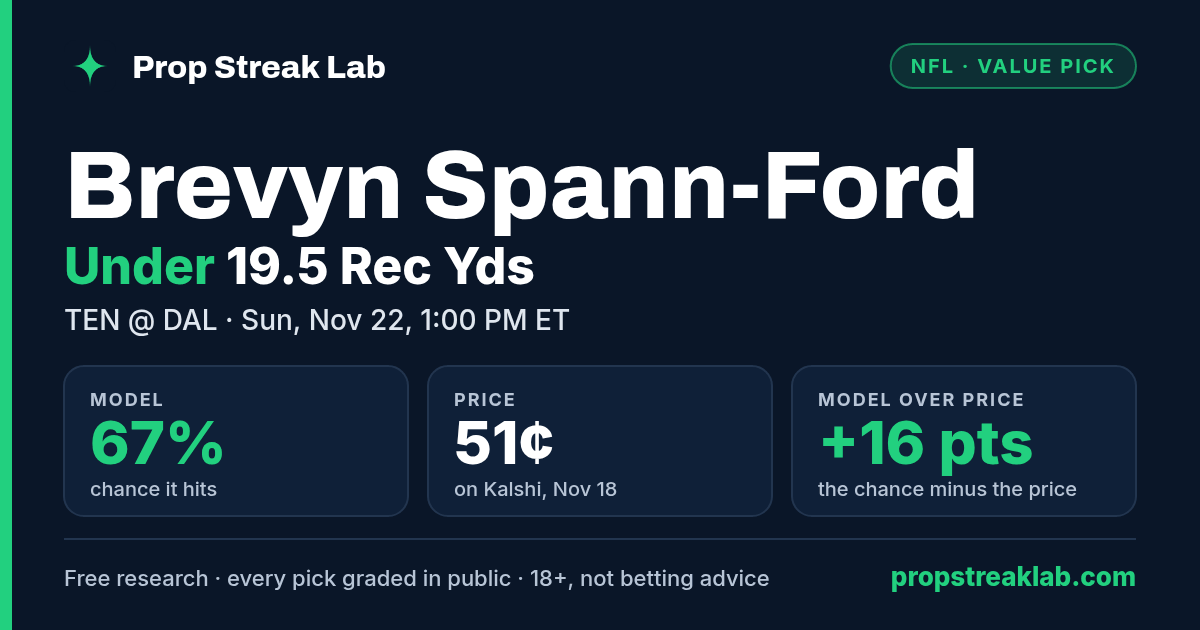 Prop Streak Lab
NFL · VALUE PICK
Brevyn Spann-Ford
Under 19.5 Rec Yds
TEN @ DAL · Sun, Nov 22, 1:00 PM ET
MODEL
67%
chance it hits
PRICE
51¢
on Kalshi, Nov 18
MODEL OVER PRICE
+16 pts
the chance minus the price
Free research · every pick graded in public · 18+, not betting advice
propstreaklab.com